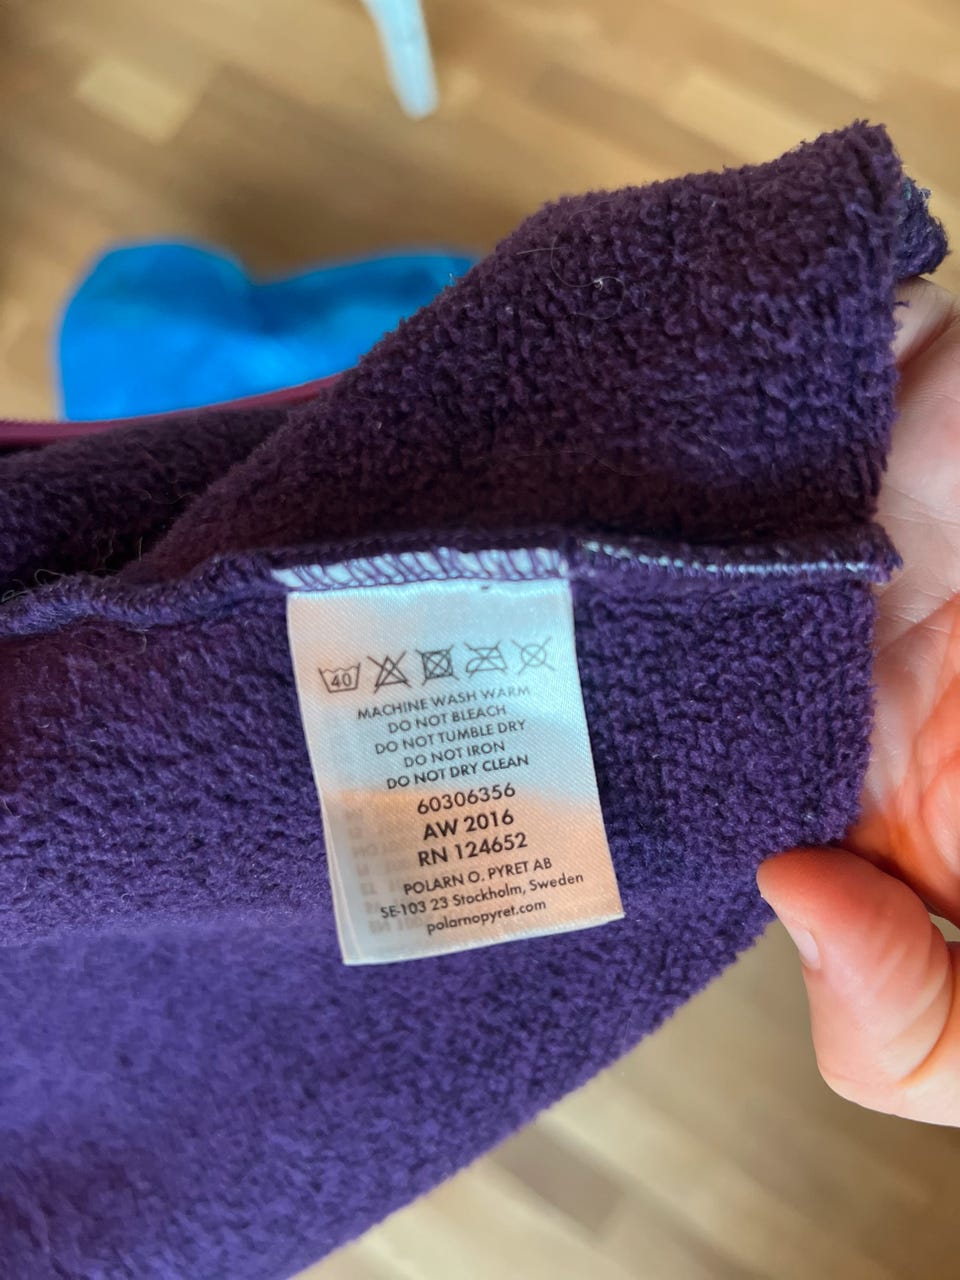 40
MACHINE WASH WARM
DO NOT BLEACH
DO NOT TUMBLE DRY
DO NOT IRON
DO NOT DRY CLEAN
60306356
AW 2016
RN 124652
POLARN O. PYRET AB
SE-103 23 Stockholm, Sweden
polarnopyret.com